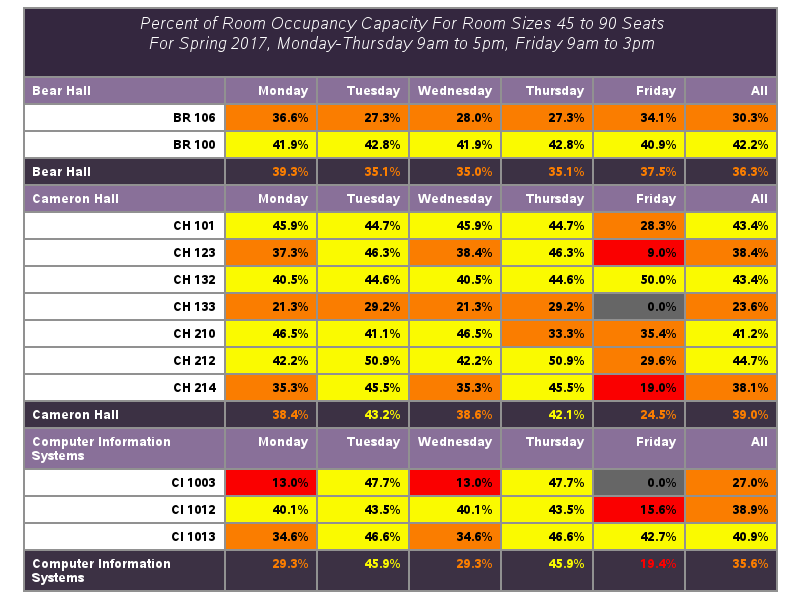 Percent of Room Occupancy Capacity For Room Sizes 45 to 90 Seats
For Spring 2017, Monday-Thursday 9am to 5pm, Friday 9am to 3pm
Bear Hall Monday Tuesday Wednesday Thursday Friday All
BR 106 36.6% 27.3% 28.0% 27.3% 34.1% 30.3%
BR 100 41.9% 42.8% 41.9% 42.8% 40.9% 42.2%
Bear Hall 39.3% 35.1% 35.0% 35.1% 37.5% 36.3%
Cameron Hall Monday Tuesday Wednesday Thursday Friday All
CH 101 45.9% 44.7% 45.9% 44.7% 28.3% 43.4%
CH 123 37.3% 46.3% 38.4% 46.3% 9.0% 38.4%
CH 132 40.5% 44.6% 40.5% 44.6% 50.0% 43.4%
CH 133 21.3% 29.2% 21.3% 29.2% 0.0% 23.6%
CH 210 46.5% 41.1% 46.5% 33.3% 35.4% 41.2%
CH 212 42.2% 50.9% 42.2% 50.9% 29.6% 44.7%
CH 214 35.3% 45.5% 35.3% 45.5% 19.0% 38.1%
Cameron Hall 38.4% 43.2% 38.6% 42.1% 24.5% 39.0%
Computer Information Monday Tuesday Wednesday Thursday Friday All
Systems
CI 1003 13.0% 47.7% 13.0% 47.7% 0.0% 27.0%
CI 1012 40.1% 43.5% 40.1% 43.5% 15.6% 38.9%
CI 1013 34.6% 46.6% 34.6% 46.6% 42.7% 40.9%
Computer Information 29.3% 45.9% 29.3% 45.9% 19.4% 35.6%
Systems